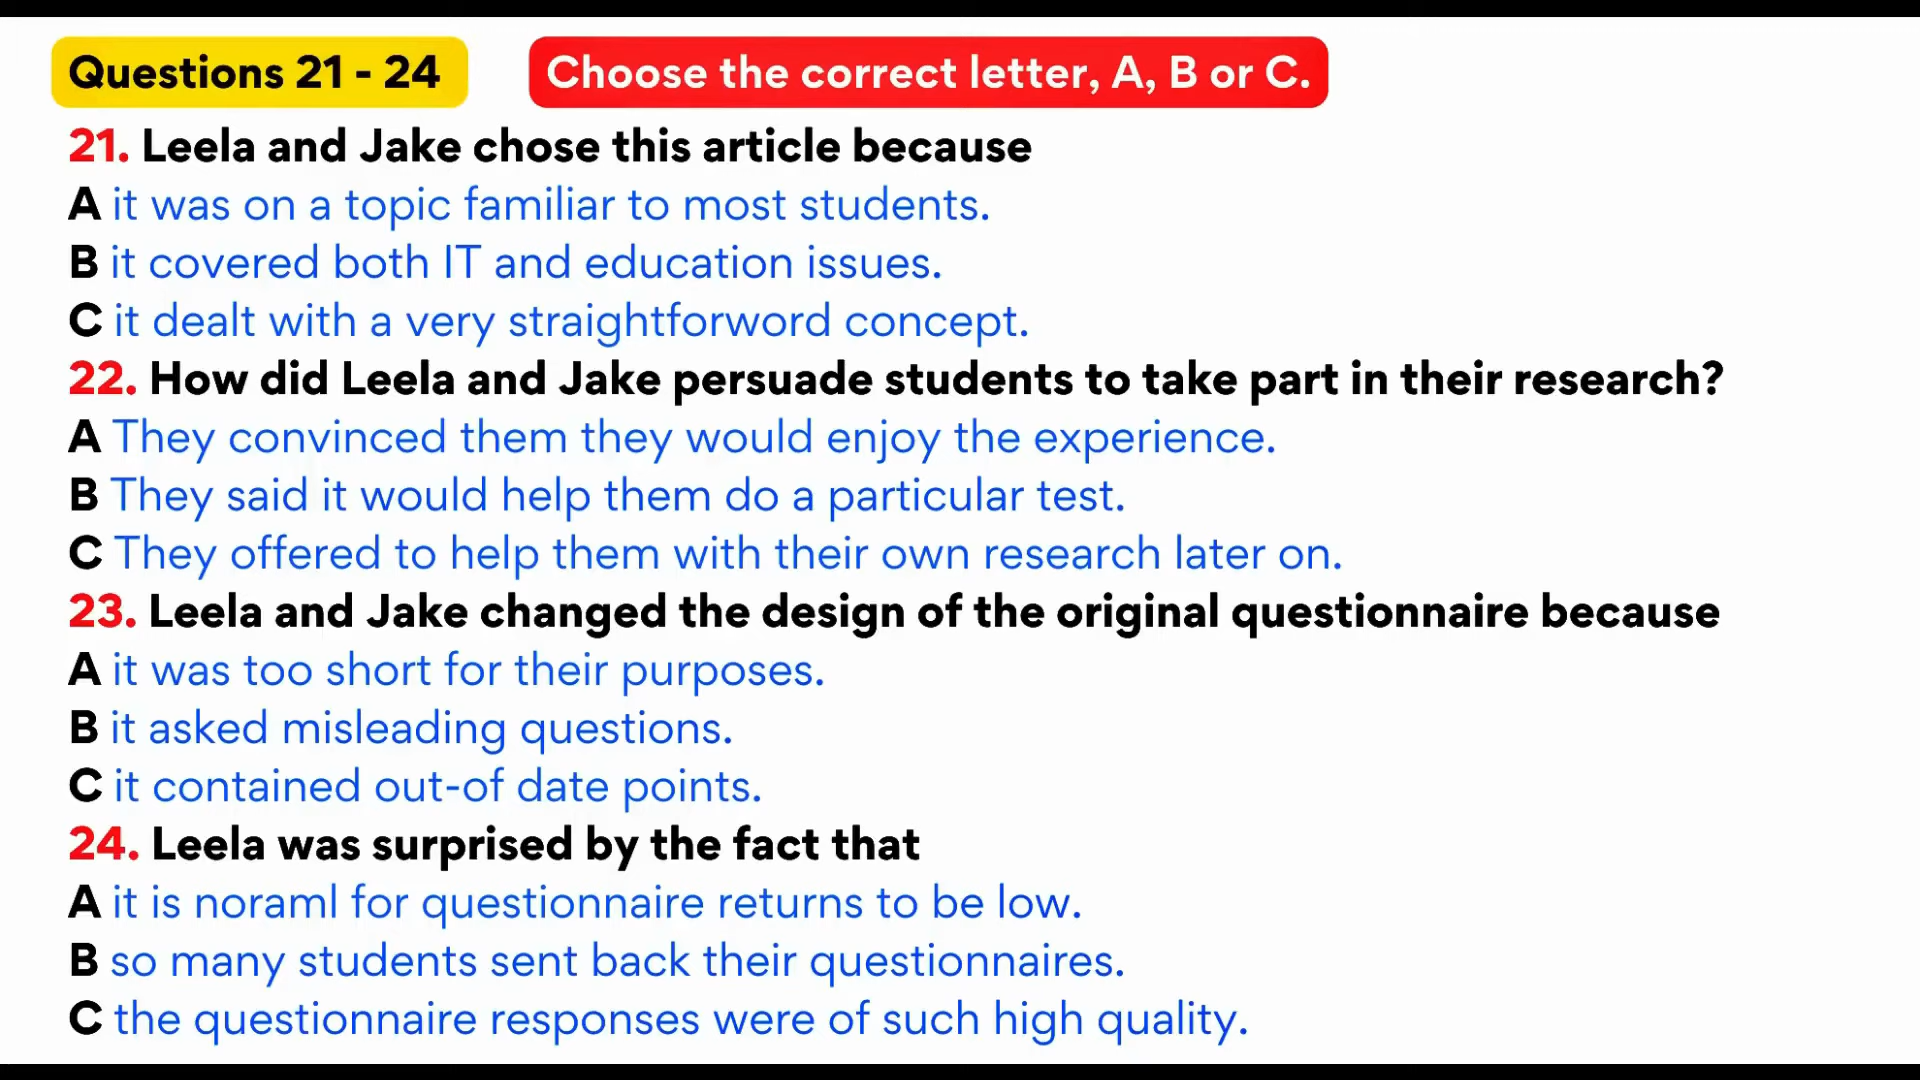 Questions 21 - 24
Choose the correct letter, A, B or C.
21. Leela and Jake chose this article because
A it was on a topic familiar to most students.
B it covered both IT and education issues.
C it dealt with a very straightforword concept.
22. How did Leela and Jake persuade students to take part in their research?
A They convinced them they would enjoy the experience.
B They said it would help them do a particular test.
C They offered to help them with their own research later on.
23. Leela and Jake changed the design of the original questionnaire because
A it was too short for their purposes.
B it asked misleading questions.
C it contained out-of date points.
24. Leela was surprised by the fact that
A it is noraml for questionnaire returns to be low.
B so many students sent back their questionnaires.
C the questionnaire responses were of such high quality.